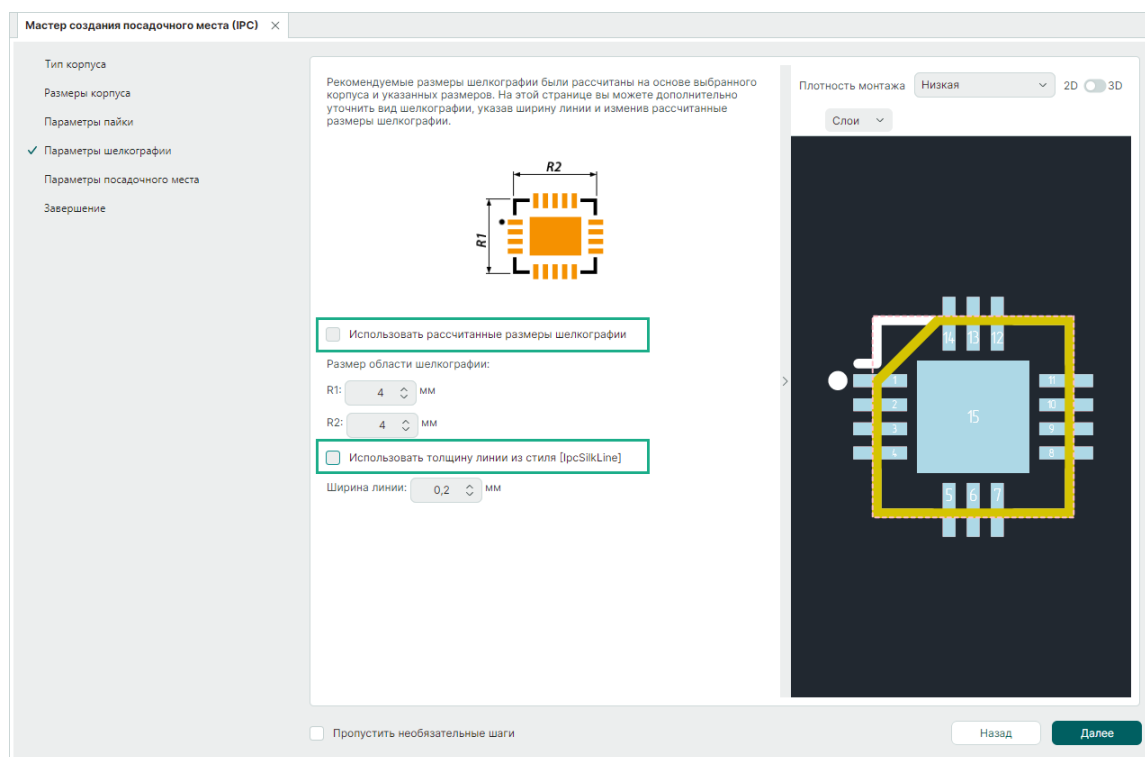 Мастер создания посадочного места (IPC)
Тип корпуса
Размеры корпуса
Параметры пайки
Параметры шелкографии
Параметры посадочного места
Завершение
Рекомендуемые размеры шелкографии были рассчитаны на основе выбранного
корпуса и указанных размеров. На этой странице вы можете дополнительно
уточнить вид шелкографии, указав ширину линии и изменив рассчитанные
размеры шелкографии.
R2
R1
Использовать рассчитанные размеры шелкографии
Размер области шелкографии:
R1: 4 мм
R2: 4 мм
Использовать толщину линии из стиля [IpcSilkLine]
Ширина линии: 0,2 мм
Плотность монтажа Низкая 2D 3D
Слои
14 13 12
1 11
2 10
15
3 9
4 8
5 6 7
Пропустить необязательные шаги
Назад
Далее